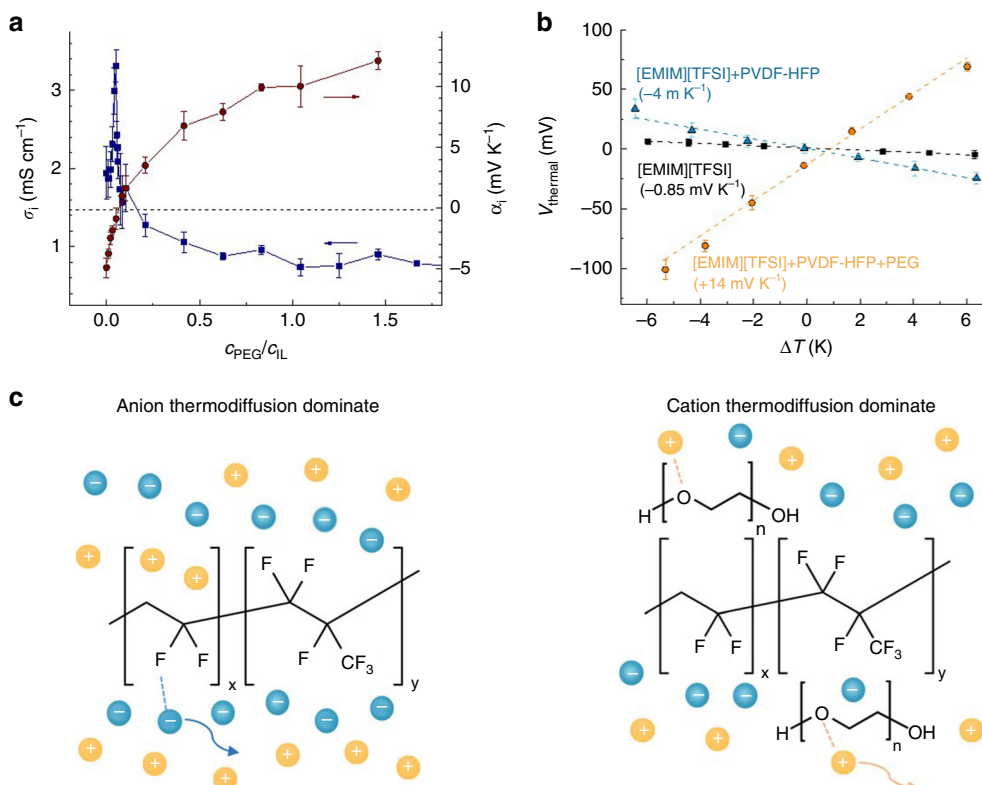 a
σi (mS cm−1)
3
2
1
10
5
0
−5
αi (mV K−1)
0.0 0.5 1.0 1.5
cPEG/cIL
b
Vthermal (mV)
100
50
0
−50
−100
[EMIM][TFSI]+PVDF-HFP
(−4 m K−1)
[EMIM][TFSI]
(−0.85 mV K−1)
[EMIM][TFSI]+PVDF-HFP+PEG
(+14 mV K−1)
−6 −4 −2 0 2 4 6
ΔT (K)
c
Anion thermodiffusion dominate
+ + +
− − − − − −
+ + +
F F
F F
F
CF3
x
y
− − − − − −
+ + + + + +
Cation thermodiffusion dominate
+ − + + +
− − −
H O OH
n
F F
F F
F
CF3
x
y
− − − −
H O OH
n
+ + + +